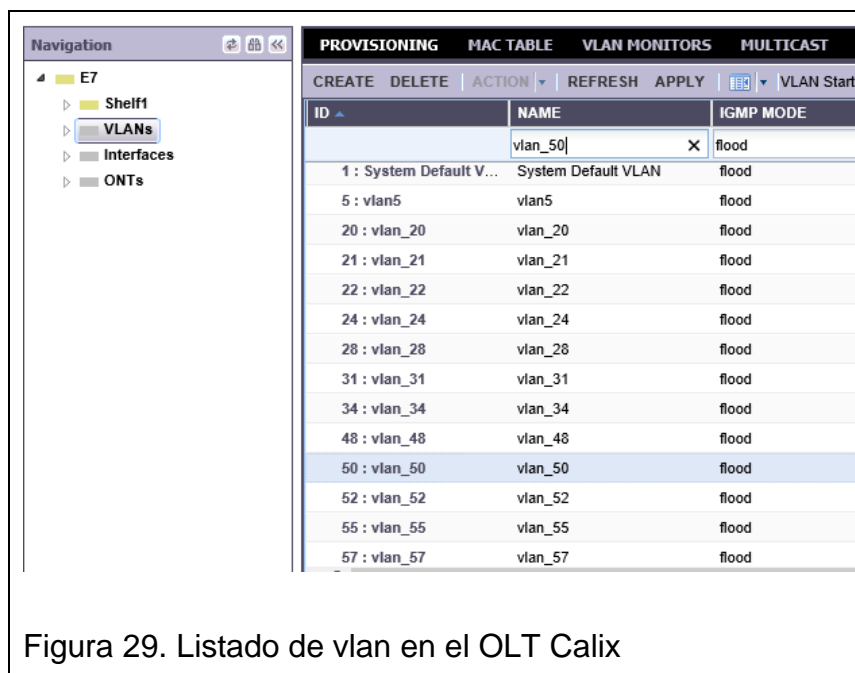 Navigation
E7
Shelf1
VLANs
Interfaces
ONTs
PROVISIONING MAC TABLE VLAN MONITORS MULTICAST
CREATE DELETE ACTION REFRESH APPLY VLAN Start
ID NAME IGMP MODE
vlan_50 flood
1 : System Default V... System Default VLAN flood
5 : vlan5 vlan5 flood
20 : vlan_20 vlan_20 flood
21 : vlan_21 vlan_21 flood
22 : vlan_22 vlan_22 flood
24 : vlan_24 vlan_24 flood
28 : vlan_28 vlan_28 flood
31 : vlan_31 vlan_31 flood
34 : vlan_34 vlan_34 flood
48 : vlan_48 vlan_48 flood
50 : vlan_50 vlan_50 flood
52 : vlan_52 vlan_52 flood
55 : vlan_55 vlan_55 flood
57 : vlan_57 vlan_57 flood
Figura 29. Listado de vlan en el OLT Calix